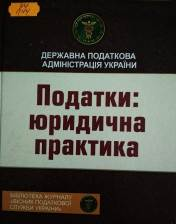 ДЕРЖАВНА ПОДАТКОВА
АДМІНІСТРАЦІЯ УКРАЇНИ
Податки:
юридична
практика
БІБЛІОТЕКА ЖУРНАЛУ
«ВІСНИК ПОДАТКОВОЇ
СЛУЖБИ УКРАЇНИ»